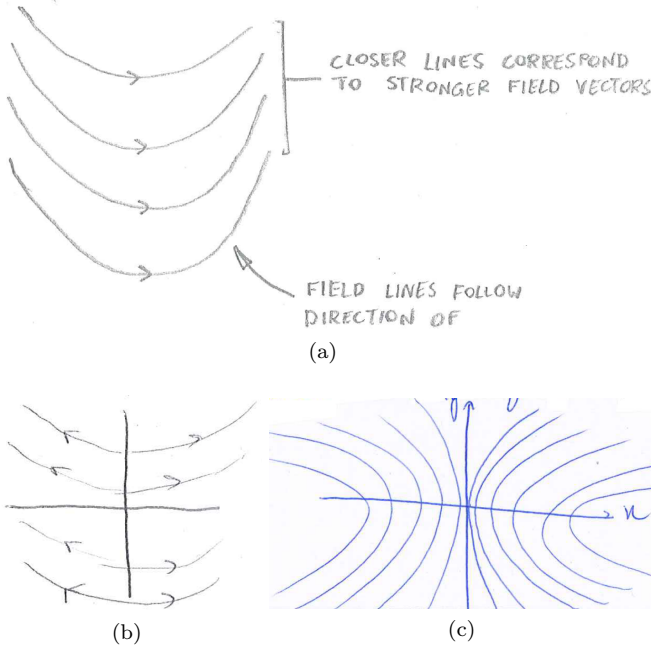 CLOSER LINES CORRESPOND
TO STRONGER FIELD VECTORS
FIELD LINES FOLLOW
DIRECTION OF
(a)
(b)
(c)